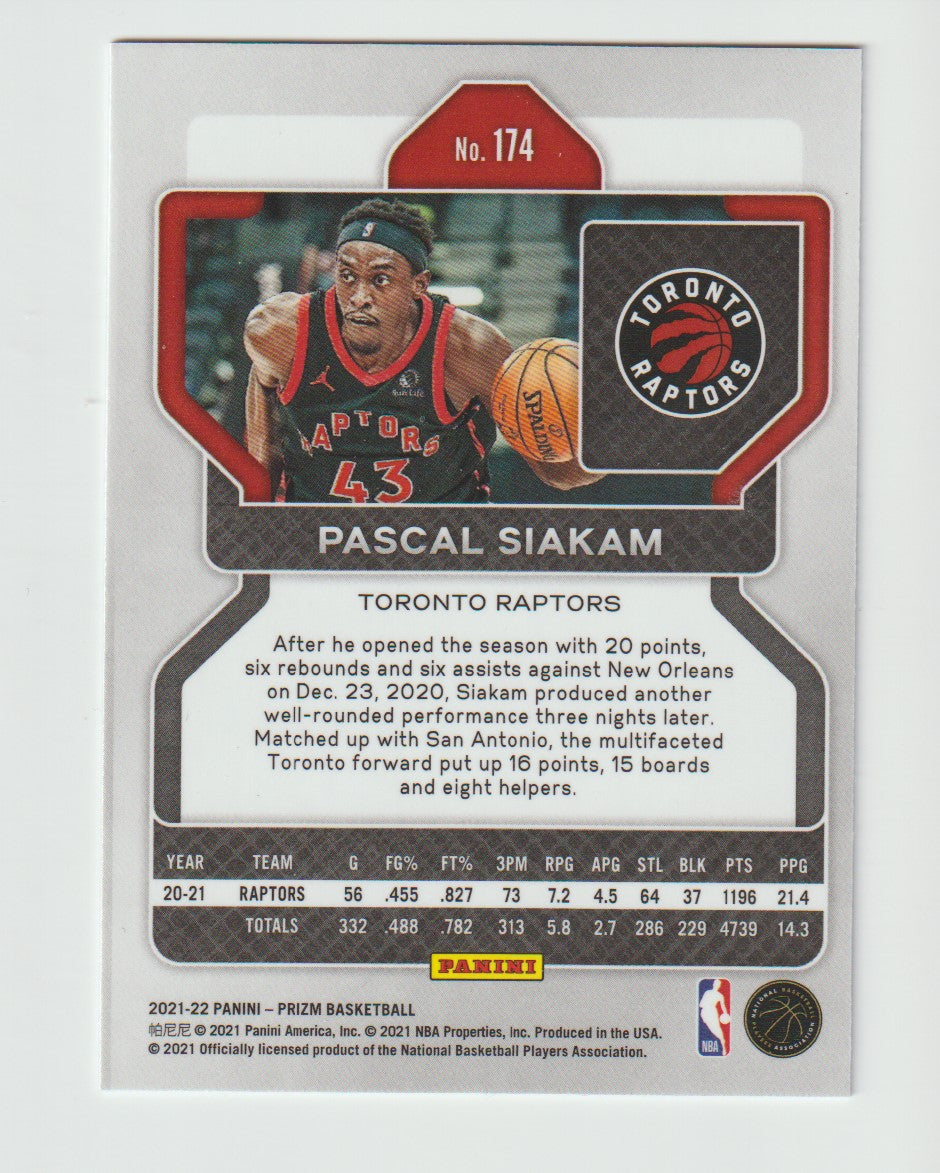 No. 174
TORONTO
RAPTORS
Sun Life
SPALDING
RAPTORS
43
PASCAL SIAKAM
TORONTO RAPTORS
After he opened the season with 20 points,
six rebounds and six assists against New Orleans
on Dec. 23, 2020, Siakam produced another
well-rounded performance three nights later.
Matched up with San Antonio, the multifaceted
Toronto forward put up 16 points, 15 boards
and eight helpers.
YEAR TEAM G FG% FT% 3PM RPG APG STL BLK PTS PPG
20-21 RAPTORS 56 .455 .827 73 7.2 4.5 64 37 1196 21.4
TOTALS 332 .488 .782 313 5.8 2.7 286 229 4739 14.3
PANINI
2021-22 PANINI – PRIZM BASKETBALL
帕尼尼 © 2021 Panini America, Inc. © 2021 NBA Properties, Inc. Produced in the USA.
© 2021 Officially licensed product of the National Basketball Players Association.
NBA
NATIONAL BASKETBALL
PLAYERS ASSOCIATION